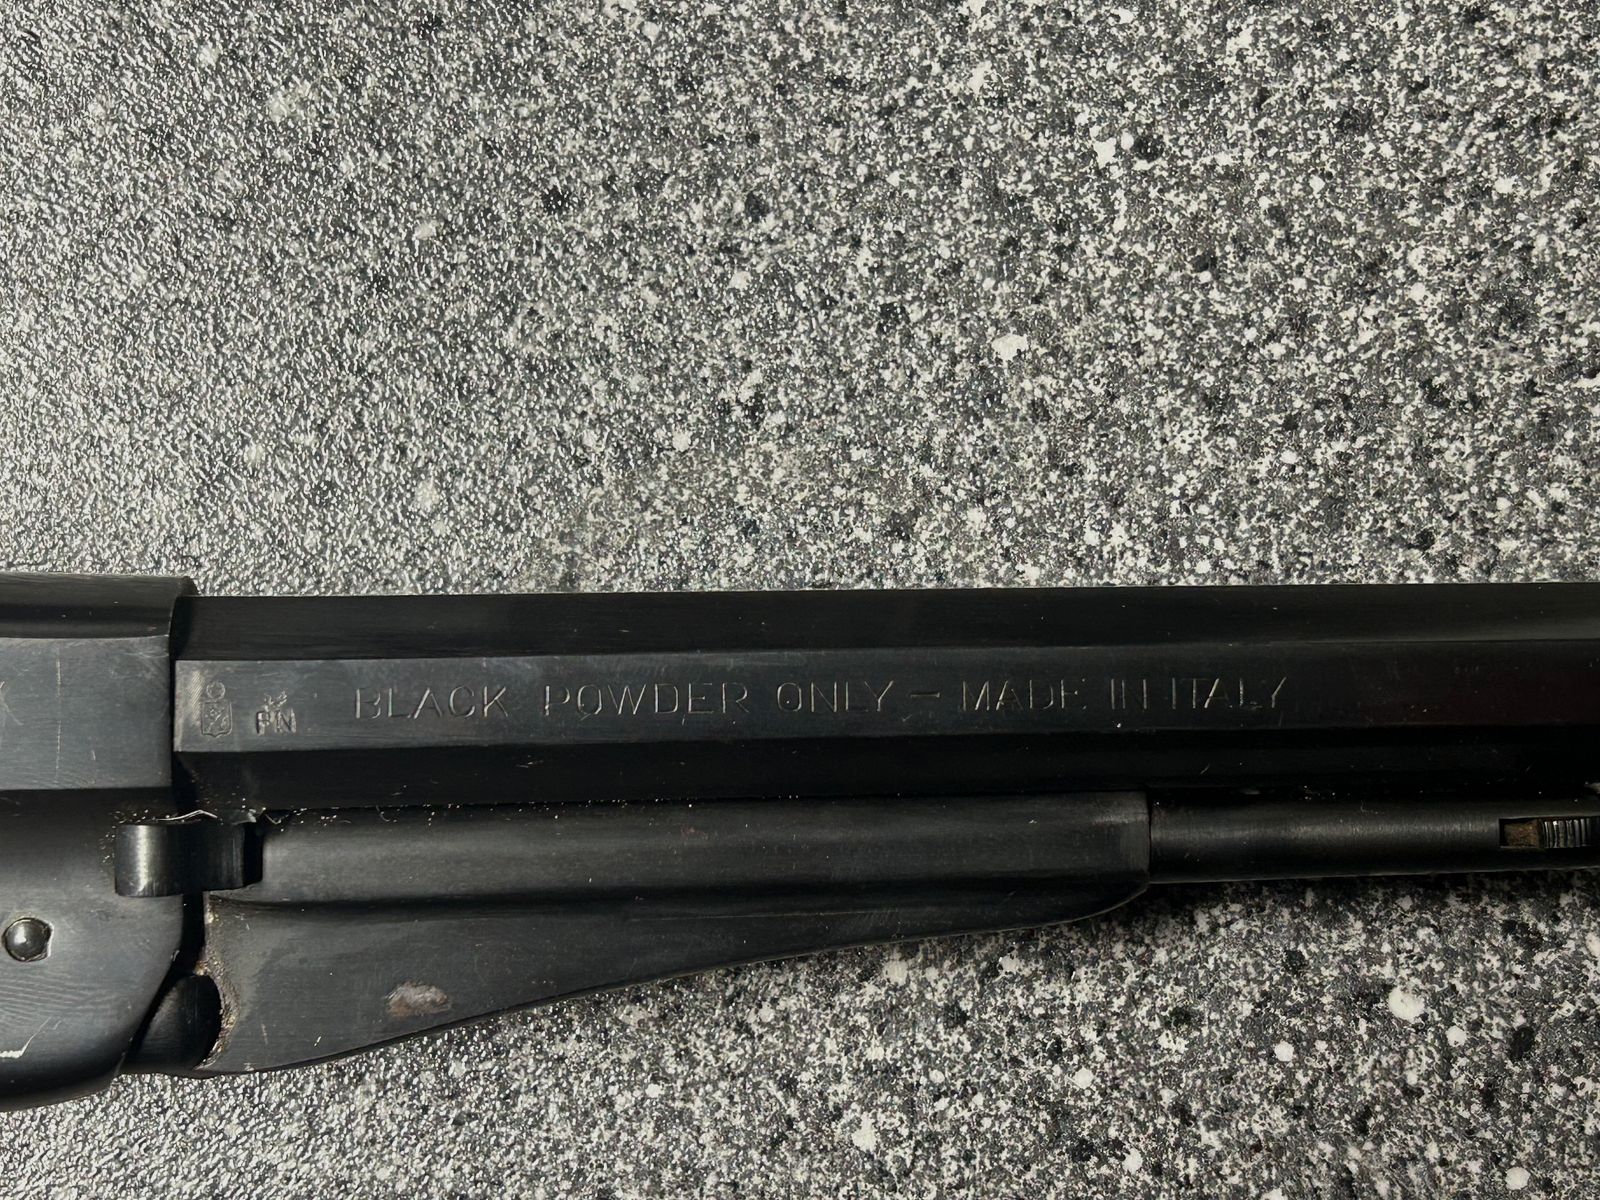 PN BLACK POWDER ONLY – MADE IN ITALY